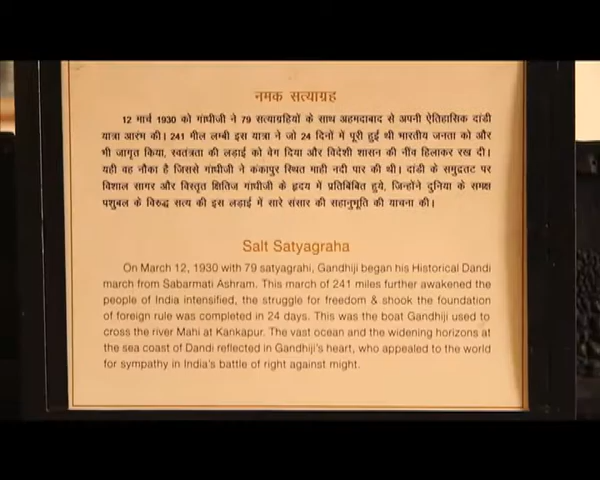 नमक सत्याग्रह
12 मार्च 1930 को गांधीजी ने 79 सत्याग्रहियों के साथ अहमदाबाद से अपनी ऐतिहासिक दांडी
यात्रा आरंभ की। 241 मील लम्बी इस यात्रा ने जो 24 दिनों में पूरी हुई थी भारतीय जनता को और
भी जागृत किया, स्वतंत्रता की लड़ाई को वेग दिया और विदेशी शासन की नींव हिलाकर रख दी।
यही वह नौका है जिससे गांधीजी ने कंकापुर स्थित माही नदी पार की थी। दांडी के समुद्रतट पर
विशाल सागर और विस्तृत क्षितिज गांधीजी के हृदय में प्रतिबिंबित हुये, जिन्होंने दुनिया के समक्ष
पशुबल के विरुद्ध सत्य की इस लड़ाई में सारे संसार की सहानुभूति की याचना की।
Salt Satyagraha
On March 12, 1930 with 79 satyagrahi, Gandhiji began his Historical Dandi
march from Sabarmati Ashram. This march of 241 miles further awakened the
people of India intensified, the struggle for freedom & shook the foundation
of foreign rule was completed in 24 days. This was the boat Gandhiji used to
cross the river Mahi at Kankapur. The vast ocean and the widening horizons at
the sea coast of Dandi reflected in Gandhiji's heart, who appealed to the world
for sympathy in India's battle of right against might.